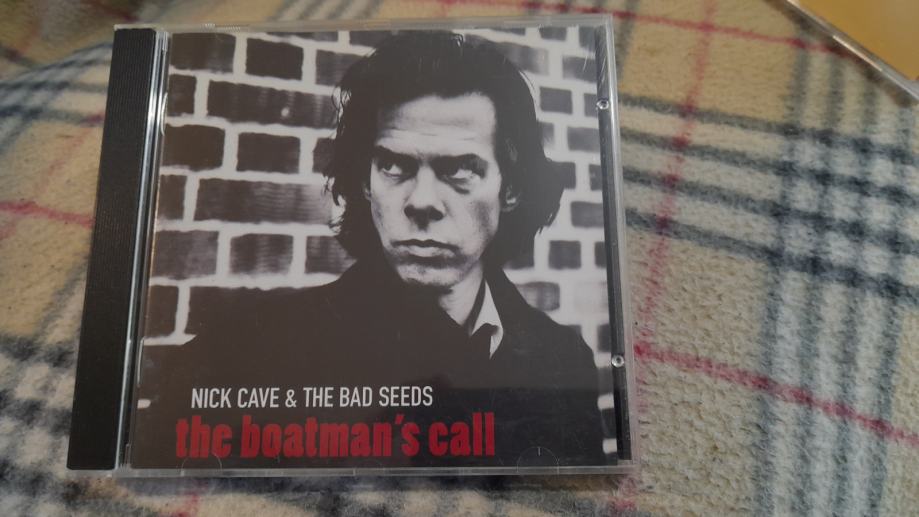 NICK CAVE & THE BAD SEEDS
the boatman's call